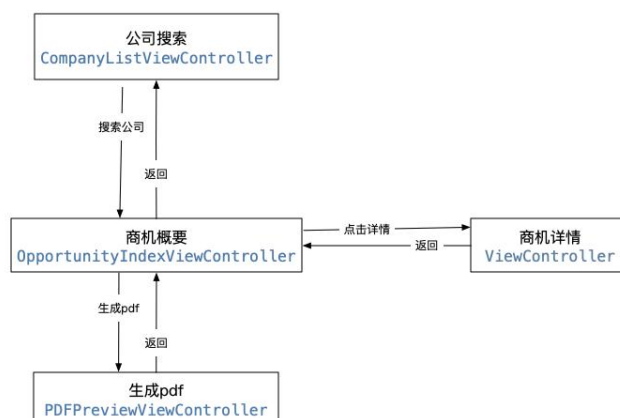 公司搜索
CompanyListViewController
搜索公司
返回
商机概要
OpportunityIndexViewController
点击详情
返回
商机详情
ViewController
生成pdf
返回
生成pdf
PDFPreviewViewController